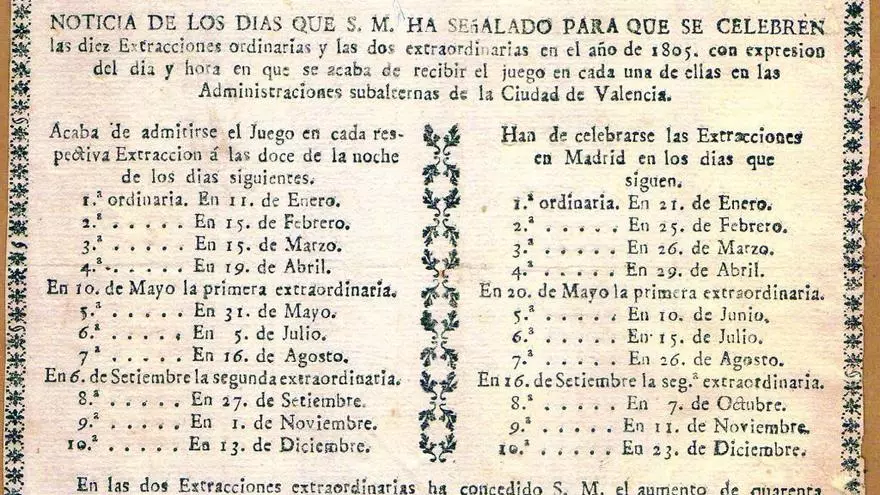 NOTICIA DE LOS DIAS QUE S. M. HA SEñALADO PARA QUE SE CELEBREN
las diez Extracciones ordinarias y las dos extraordinarias en el año de 1805. con expresion
del dia y hora en que se acaba de recibir el juego en cada una de ellas en las
Administraciones subalternas de la Ciudad de Valencia.
Acaba de admitirse el Juego en cada res-
pectiva Extraccion á las doce de la noche
de los dias siguientes.
1.ª ordinaria. En 11. de Enero.
2.ª . . . . . En 15. de Febrero.
3.ª . . . . . En 15. de Marzo.
4.ª . . . . . En 19. de Abril.
En 10. de Mayo la primera extraordinaria.
5.ª . . . . . En 31. de Mayo.
6.ª . . . . . En 5. de Julio.
7.ª . . . . . En 16. de Agosto.
En 6. de Setiembre la segunda extraordinaria.
8.ª . . . . . En 27. de Setiembre.
9.ª . . . . . En 1. de Noviembre.
10.ª . . . . . En 13. de Diciembre.
Han de celebrarse las Extracciones
en Madrid en los dias que
siguen.
1.ª ordinaria. En 21. de Enero.
2.ª . . . . . En 25. de Febrero.
3.ª . . . . . En 26. de Marzo.
4.ª . . . . . En 29. de Abril.
En 20. de Mayo la primera extraordinaria.
5.ª . . . . . En 10. de Junio.
6.ª . . . . . En 15. de Julio.
7.ª . . . . . En 26. de Agosto.
En 16. de Setiembre la seg.ª extraordinaria.
8.ª . . . . . En 7. de Octubre.
9.ª . . . . . En 11. de Noviembre.
10.ª . . . . . En 23. de Diciembre.
En las dos Extracciones extraordinarias ha concedido S. M. el aumento de quarenta